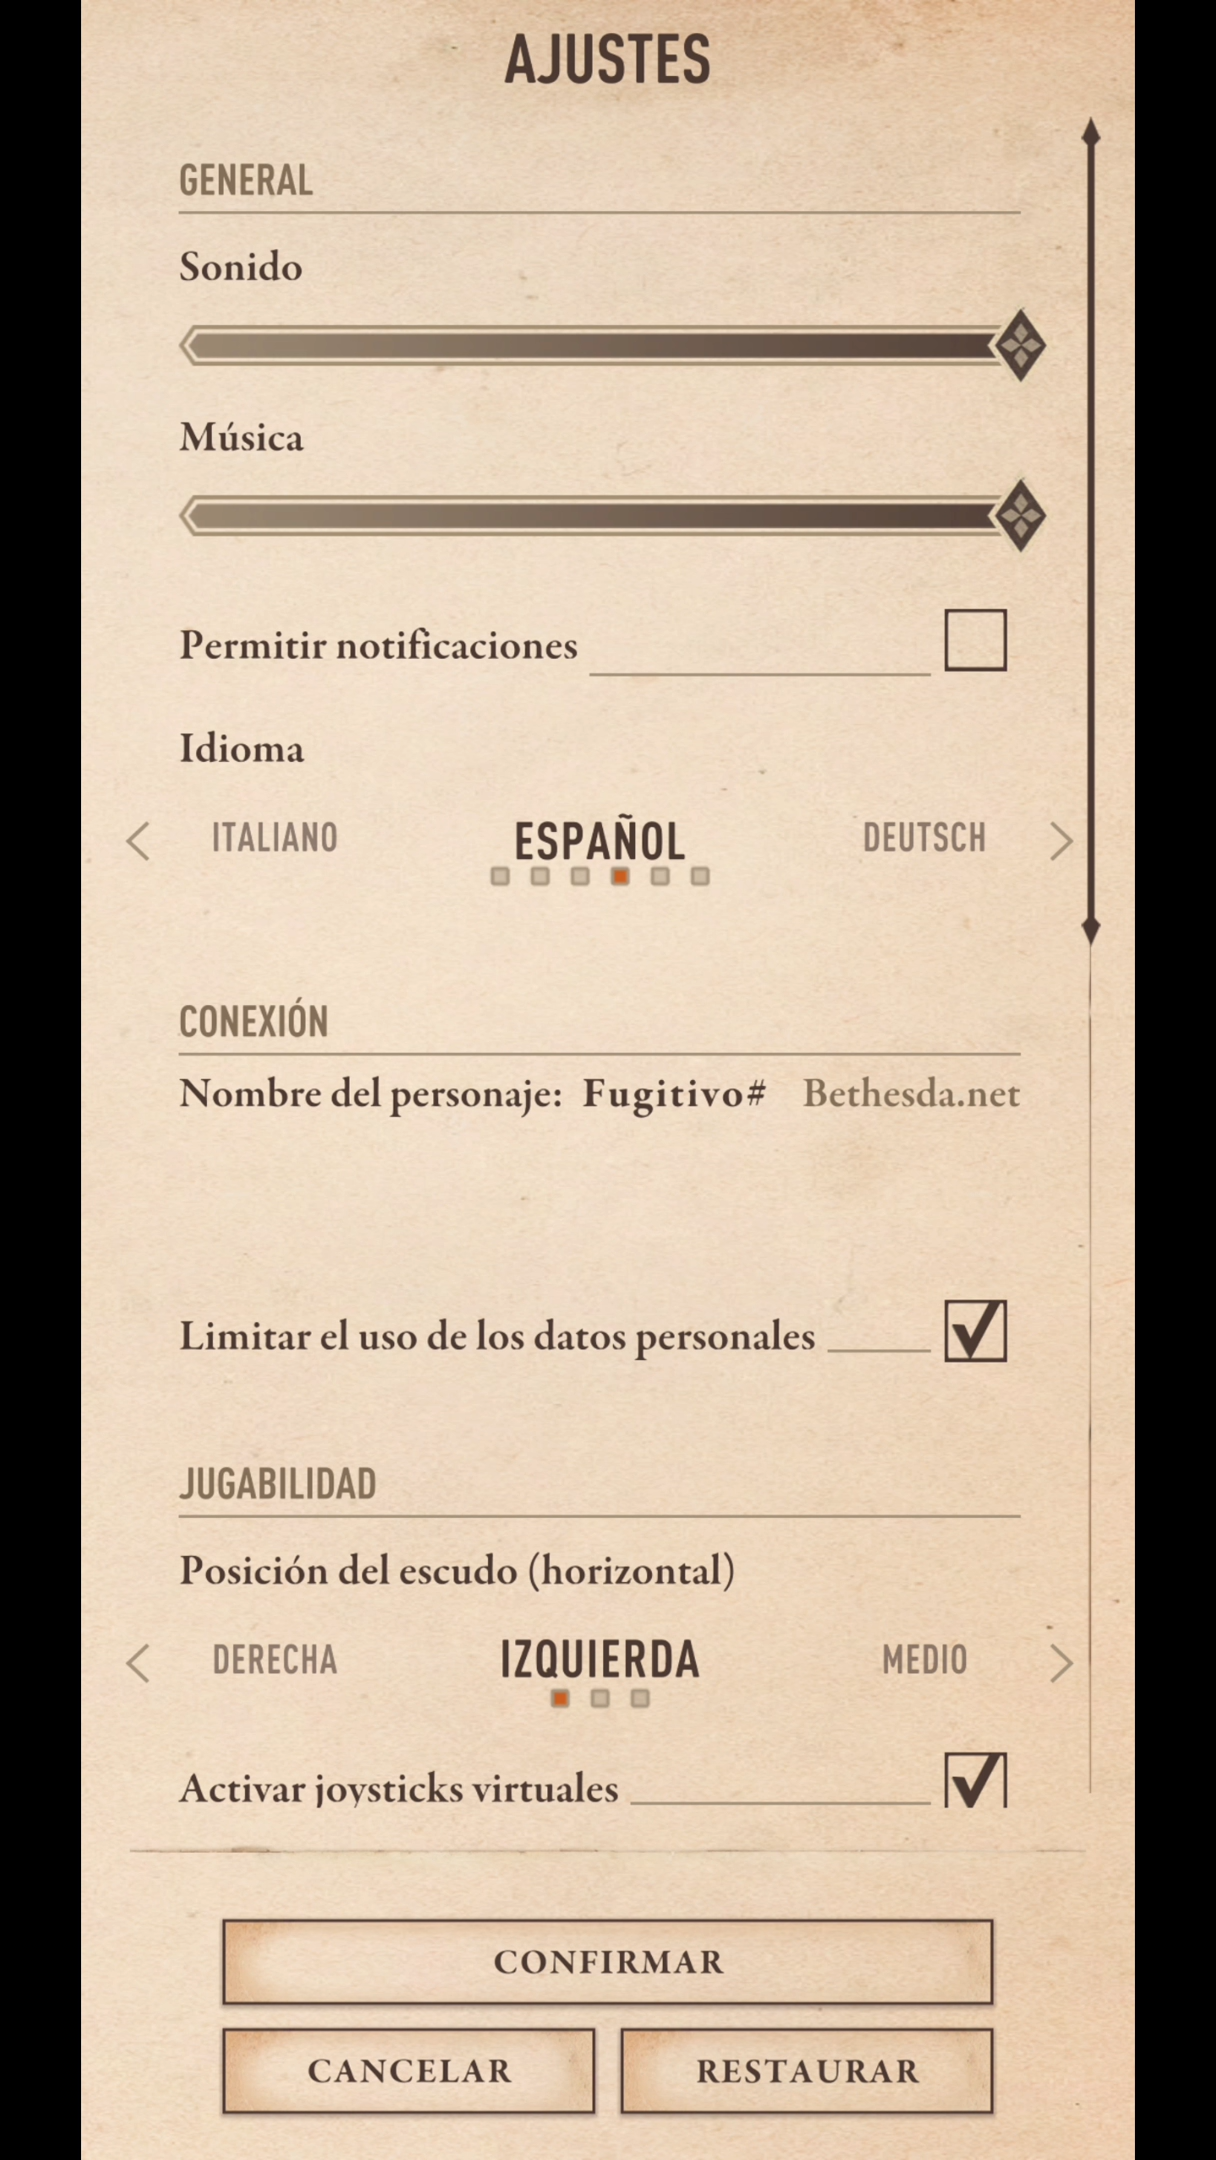 AJUSTES
GENERAL
Sonido
Música
Permitir notificaciones
Idioma
ITALIANO ESPAÑOL DEUTSCH
CONEXIÓN
Nombre del personaje: Fugitivo# Bethesda.net
Limitar el uso de los datos personales
JUGABILIDAD
Posición del escudo (horizontal)
DERECHA IZQUIERDA MEDIO
Activar joysticks virtuales
CONFIRMAR
CANCELAR RESTAURAR